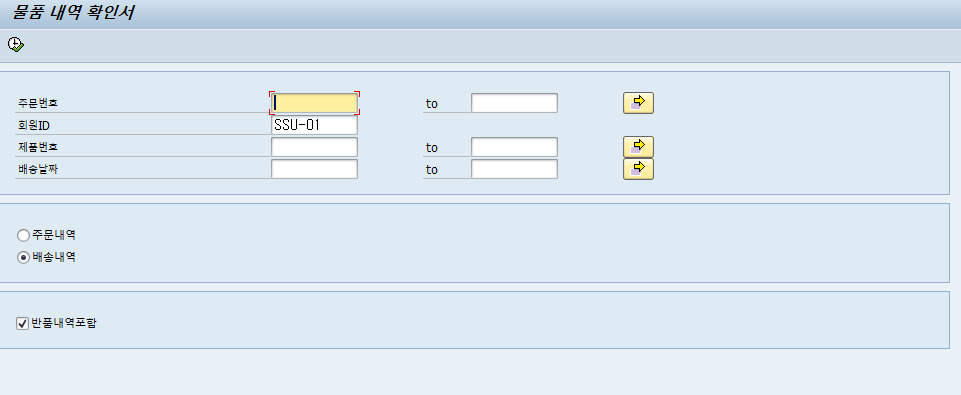 물품 내역 확인서
주문번호 to
회원ID SSU-01
제품번호 to
배송날짜 to
주문내역
배송내역
반품내역포함